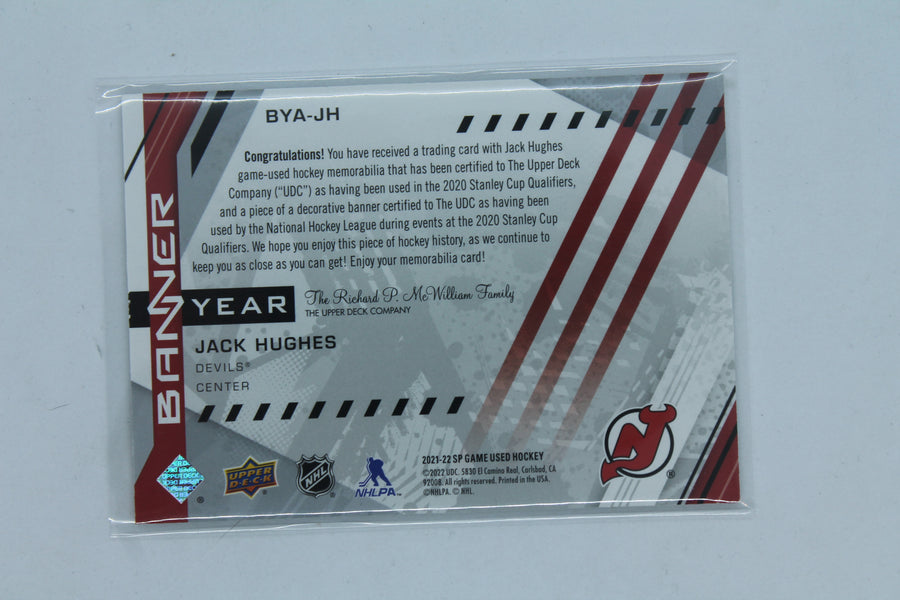 BYA-JH
Congratulations! You have received a trading card with Jack Hughes
game-used hockey memorabilia that has been certified to The Upper Deck
Company ("UDC") as having been used in the 2020 Stanley Cup Qualifiers,
and a piece of a decorative banner certified to The UDC as having been
used by the National Hockey League during events at the 2020 Stanley Cup
Qualifiers. We hope you enjoy this piece of hockey history, as we continue to
keep you as close as you can get! Enjoy your memorabilia card!
BANNER
YEAR
The Richard P. McWilliam Family
THE UPPER DECK COMPANY
JACK HUGHES
DEVILS®
CENTER
UPPER DECK
®
UPPER
D·E·C·K
NHL
NHLPA
2021-22 SP GAME USED HOCKEY
©2022 UDC. 5830 El Camino Real, Carlsbad, CA
92008. All rights reserved. Printed in the USA.
©NHLPA. © NHL.
NJ
®